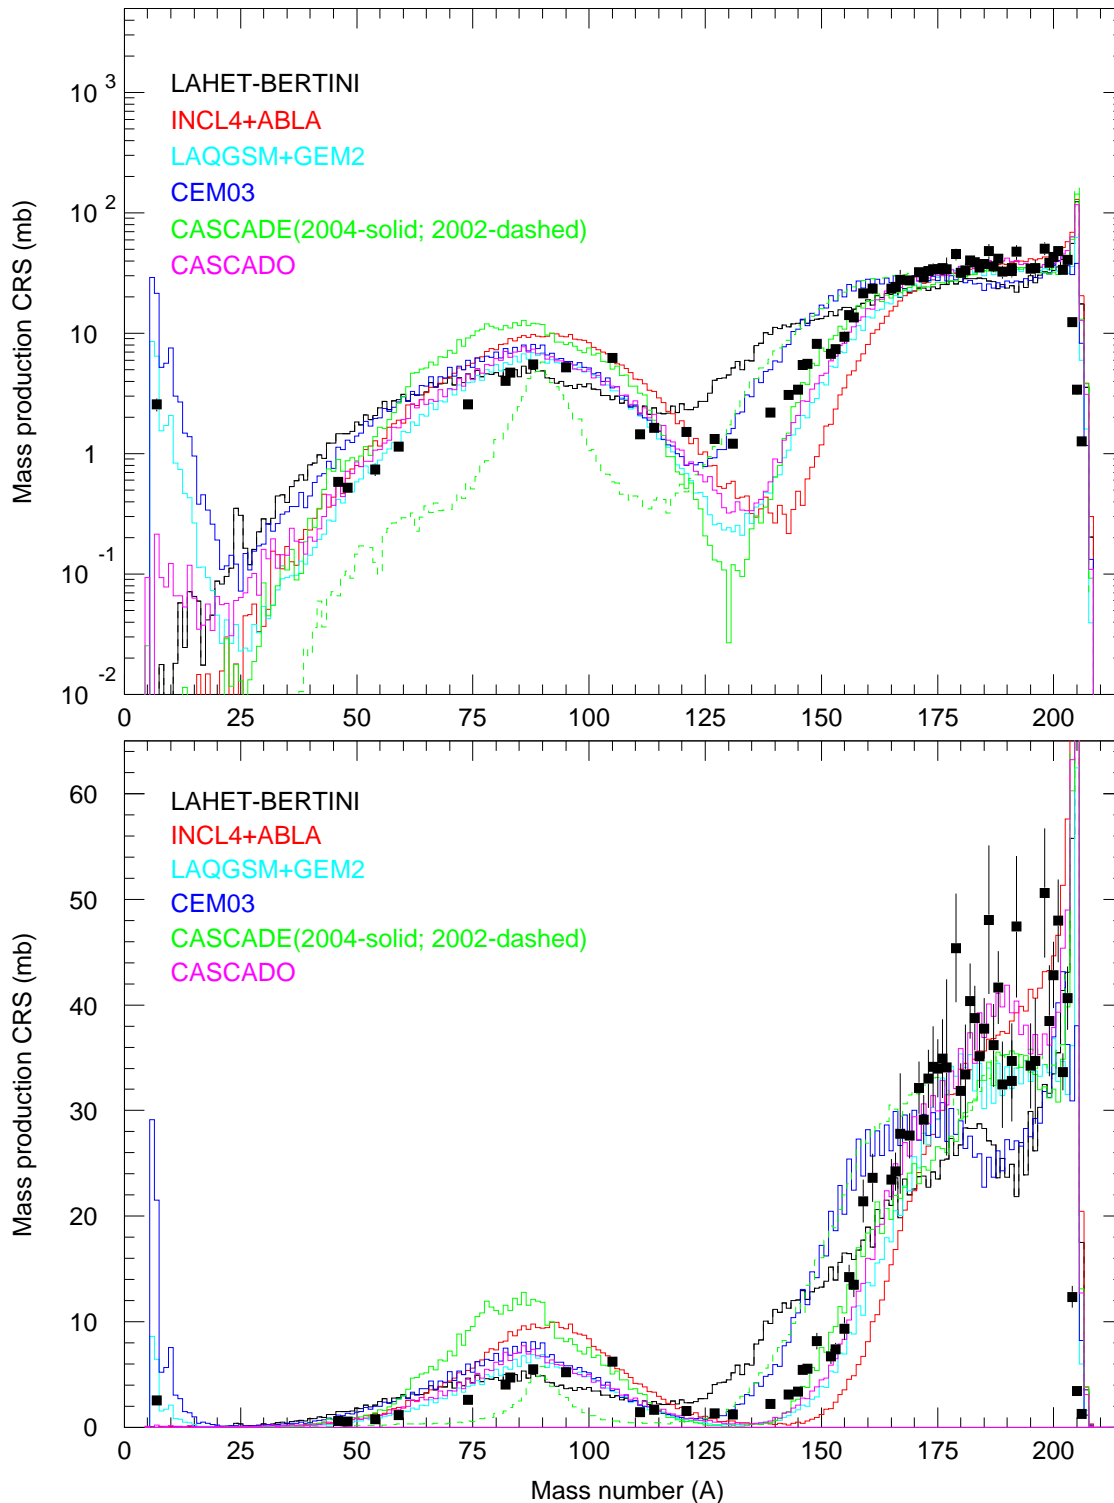 10 3
10 2
10
1
10 -1
10 -2
Mass production CRS (mb)
LAHET-BERTINI
INCL4+ABLA
LAQGSM+GEM2
CEM03
CASCADE(2004-solid; 2002-dashed)
CASCADO
0 25 50 75 100 125 150 175 200
60
50
40
30
20
10
0
Mass production CRS (mb)
LAHET-BERTINI
INCL4+ABLA
LAQGSM+GEM2
CEM03
CASCADE(2004-solid; 2002-dashed)
CASCADO
0 25 50 75 100 125 150 175 200
Mass number (A)